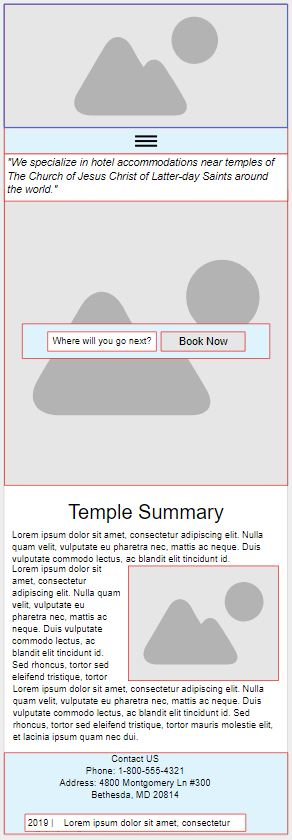 "We specialize in hotel accommodations near temples of
The Church of Jesus Christ of Latter-day Saints around
the world."
Where will you go next?
Book Now
Temple Summary
Lorem ipsum dolor sit amet, consectetur adipiscing elit. Nulla
quam velit, vulputate eu pharetra nec, mattis ac neque. Duis
vulputate commodo lectus, ac blandit elit tincidunt id.
Lorem ipsum dolor sit
amet, consectetur
adipiscing elit. Nulla quam
velit, vulputate eu
pharetra nec, mattis ac
neque. Duis vulputate
commodo lectus, ac
blandit elit tincidunt id.
Sed rhoncus, tortor sed
eleifend tristique, tortor
Lorem ipsum dolor sit amet, consectetur adipiscing elit. Nulla
quam velit, vulputate eu pharetra nec, mattis ac neque. Duis
vulputate commodo lectus, ac blandit elit tincidunt id. Sed
rhoncus, tortor sed eleifend tristique, tortor mauris molestie elit,
et lacinia ipsum quam nec dui.
Contact US
Phone: 1-800-555-4321
Address: 4800 Montgomery Ln #300
Bethesda, MD 20814
2019 | Lorem ipsum dolor sit amet, consectetur